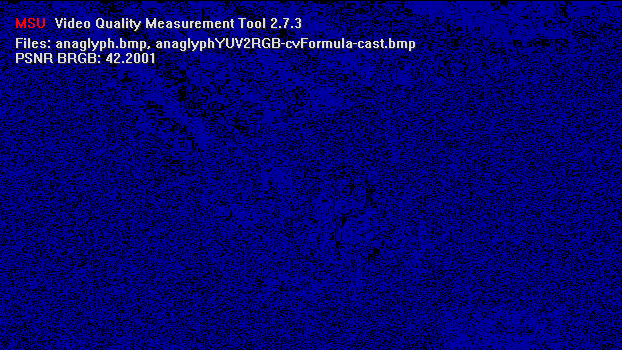 MSU Video Quality Measurement Tool 2.7.3
Files: anaglyph.bmp, anaglyphYUV2RGB-cvFormula-cast.bmp
PSNR BRGB: 42.2001